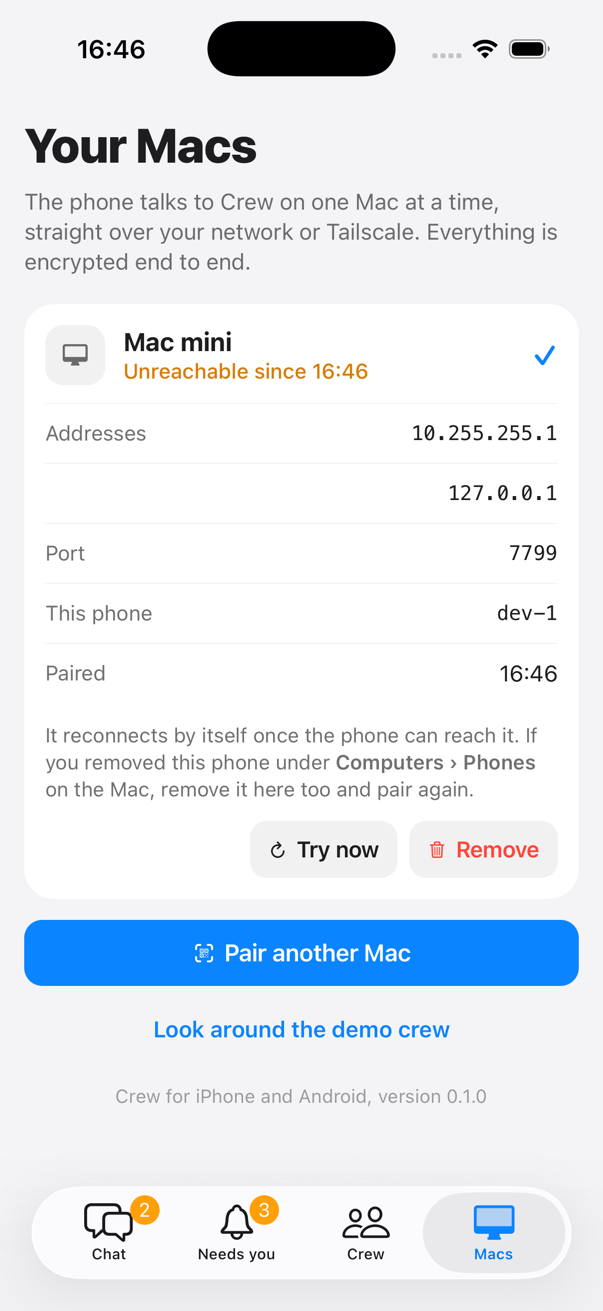 16:46
Your Macs
The phone talks to Crew on one Mac at a time,
straight over your network or Tailscale. Everything is
encrypted end to end.
Mac mini
Unreachable since 16:46
Addresses 10.255.255.1
127.0.0.1
Port 7799
This phone dev-1
Paired 16:46
It reconnects by itself once the phone can reach it. If
you removed this phone under Computers › Phones
on the Mac, remove it here too and pair again.
Try now Remove
Pair another Mac
Look around the demo crew
Crew for iPhone and Android, version 0.1.0
2 3
Chat Needs you Crew Macs